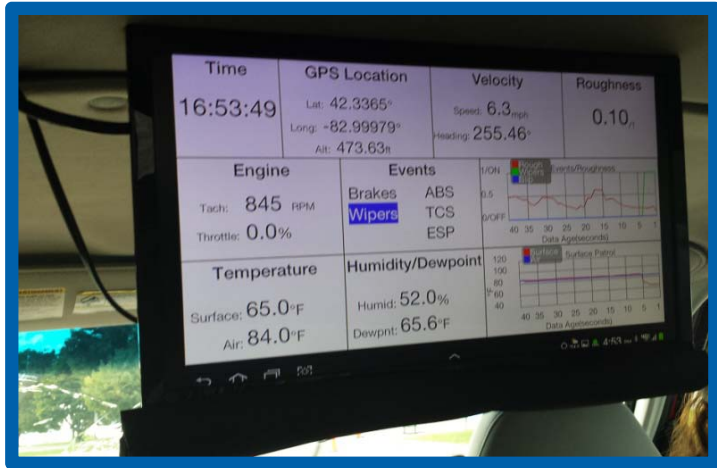 Time
16:53:49
GPS Location
Lat: 42.3365°
Long: -82.99979°
Alt: 473.63ft
Velocity
Speed: 6.3mph
Heading: 255.46°
Roughness
0.10
Engine
Tach: 845 RPM
Throttle: 0.0%
Events
Brakes ABS
Wipers TCS
ESP
Events/Roughness
Rough
Wipers
1/ON
0.5
0/OFF
40 35 30 25 20 15 10 5 1
Data Age(seconds)
Temperature
Surface: 65.0°F
Air: 84.0°F
Humidity/Dewpoint
Humid: 52.0%
Dewpnt: 65.6°F
Surface Patrol
Surface
Air
120
100
80
60
40
°F
40 35 30 25 20 15 10 5 1
Data Age(seconds)
4:53